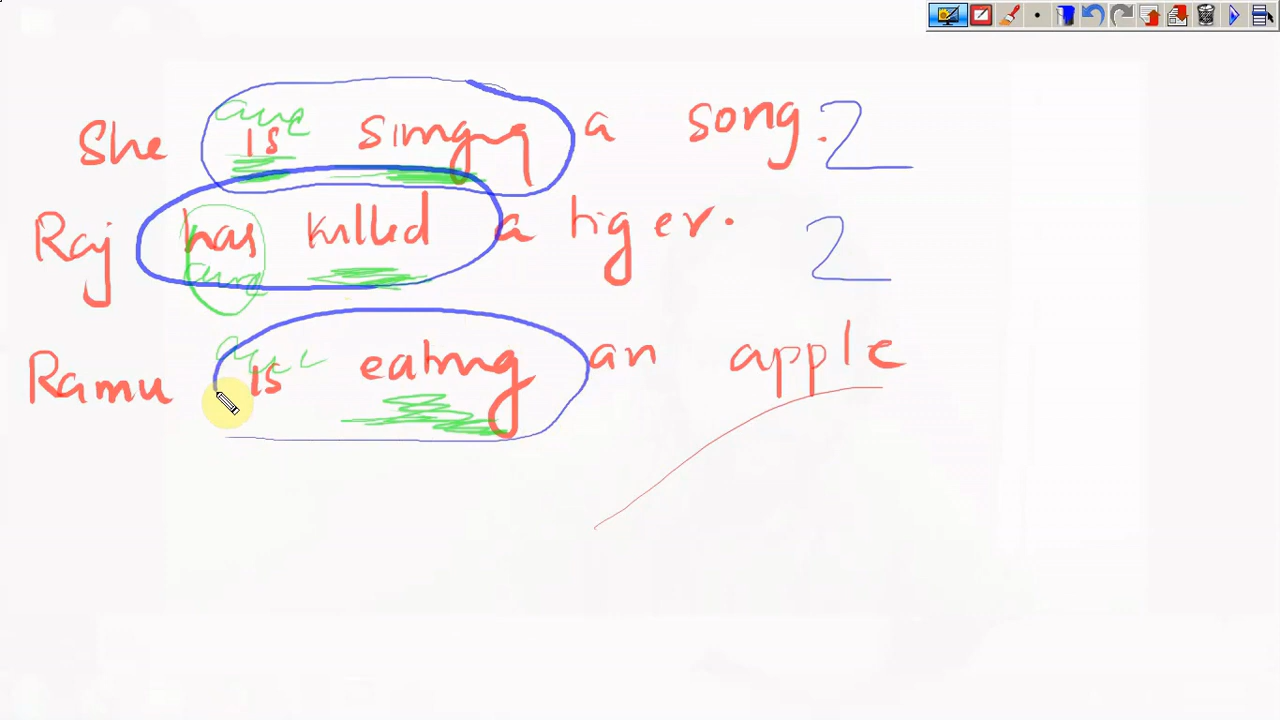 She is singing a song. 2
Raj has killed a tiger. 2
Ramu is eating an apple